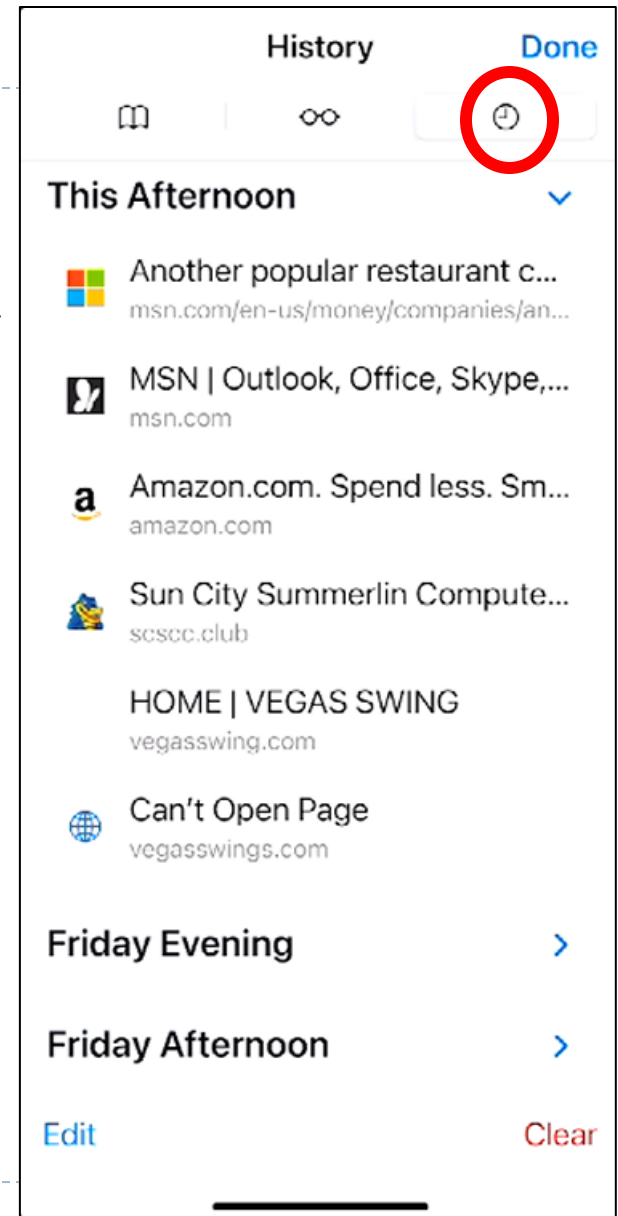 History
Done
This Afternoon
Another popular restaurant c...
msn.com/en-us/money/companies/an...
MSN | Outlook, Office, Skype,...
msn.com
a
Amazon.com. Spend less. Sm...
amazon.com
Sun City Summerlin Compute...
scscc.club
HOME | VEGAS SWING
vegasswing.com
Can't Open Page
vegasswings.com
Friday Evening
Friday Afternoon
Edit
Clear